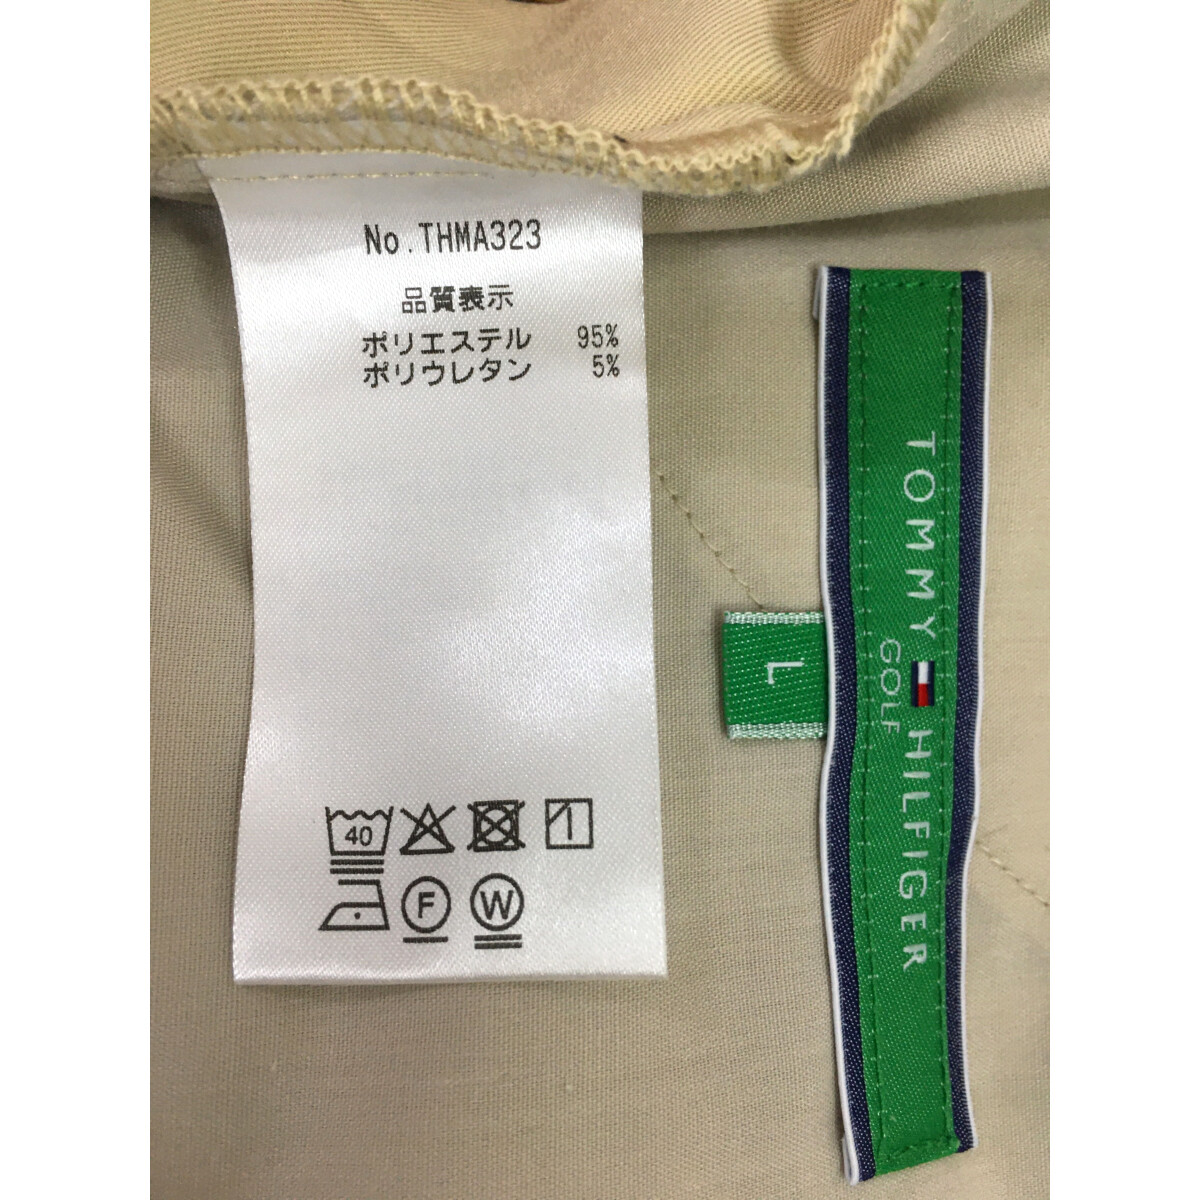 No.THMA323
品質表示
ポリエステル 95%
ポリウレタン 5%
40
F
W
L
TOMMY HILFIGER
GOLF